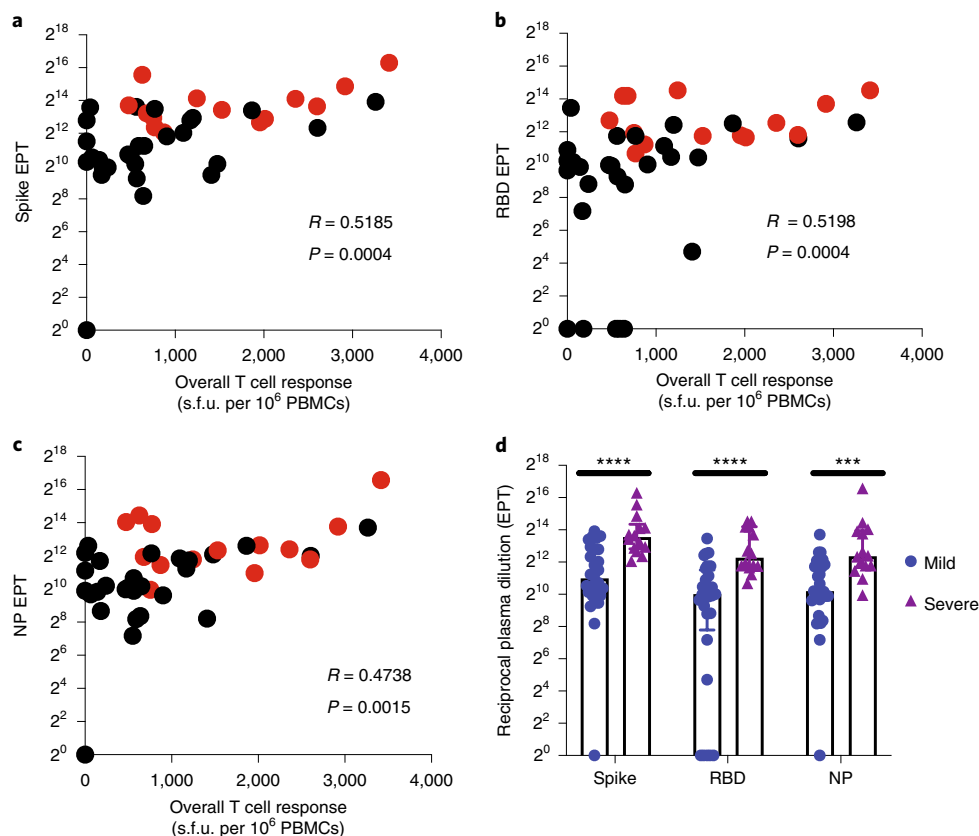 a
2^18
2^16
2^14
2^12
2^10
2^8
2^6
2^4
2^2
2^0
Spike EPT
R = 0.5185
P = 0.0004
0 1,000 2,000 3,000 4,000
Overall T cell response
(s.f.u. per 10^6 PBMCs)
b
2^18
2^16
2^14
2^12
2^10
2^8
2^6
2^4
2^2
2^0
RBD EPT
R = 0.5198
P = 0.0004
0 1,000 2,000 3,000 4,000
Overall T cell response
(s.f.u. per 10^6 PBMCs)
c
2^18
2^16
2^14
2^12
2^10
2^8
2^6
2^4
2^2
2^0
NP EPT
R = 0.4738
P = 0.0015
0 1,000 2,000 3,000 4,000
Overall T cell response
(s.f.u. per 10^6 PBMCs)
d
2^18
2^16
2^14
2^12
2^10
2^8
2^6
2^4
2^2
2^0
Reciprocal plasma dilution (EPT)
**** **** ***
Mild
Severe
Spike RBD NP